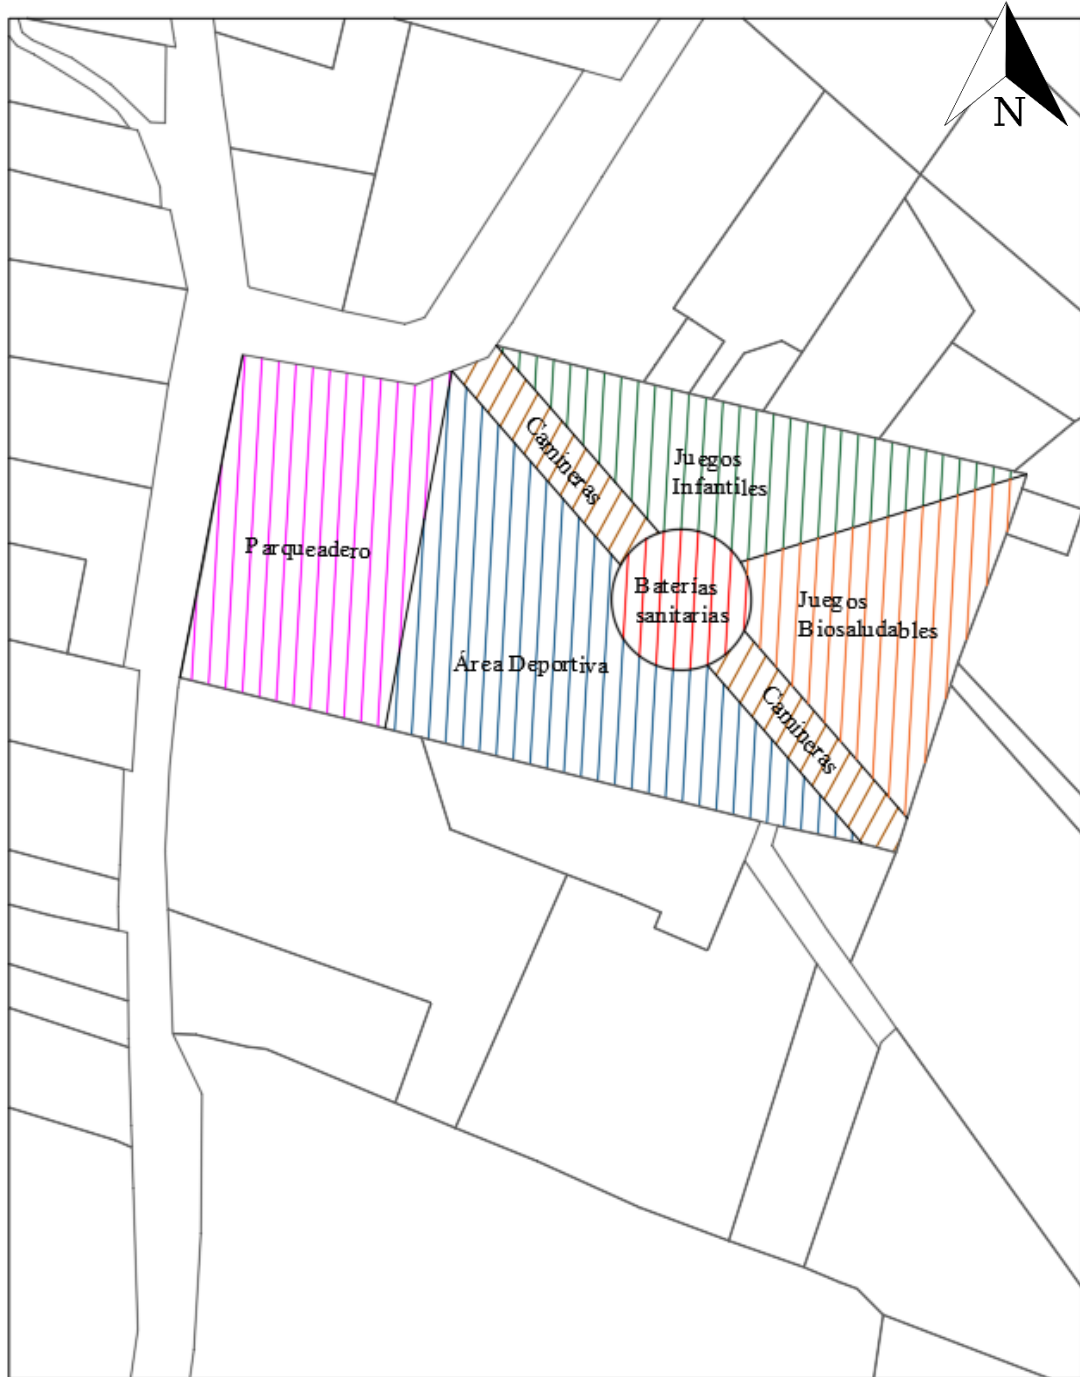 N
Camineras
Juegos
Infantiles
Parqueadero
Baterías
sanitarias
Juegos
Biosaludables
Área Deportiva
Camineras